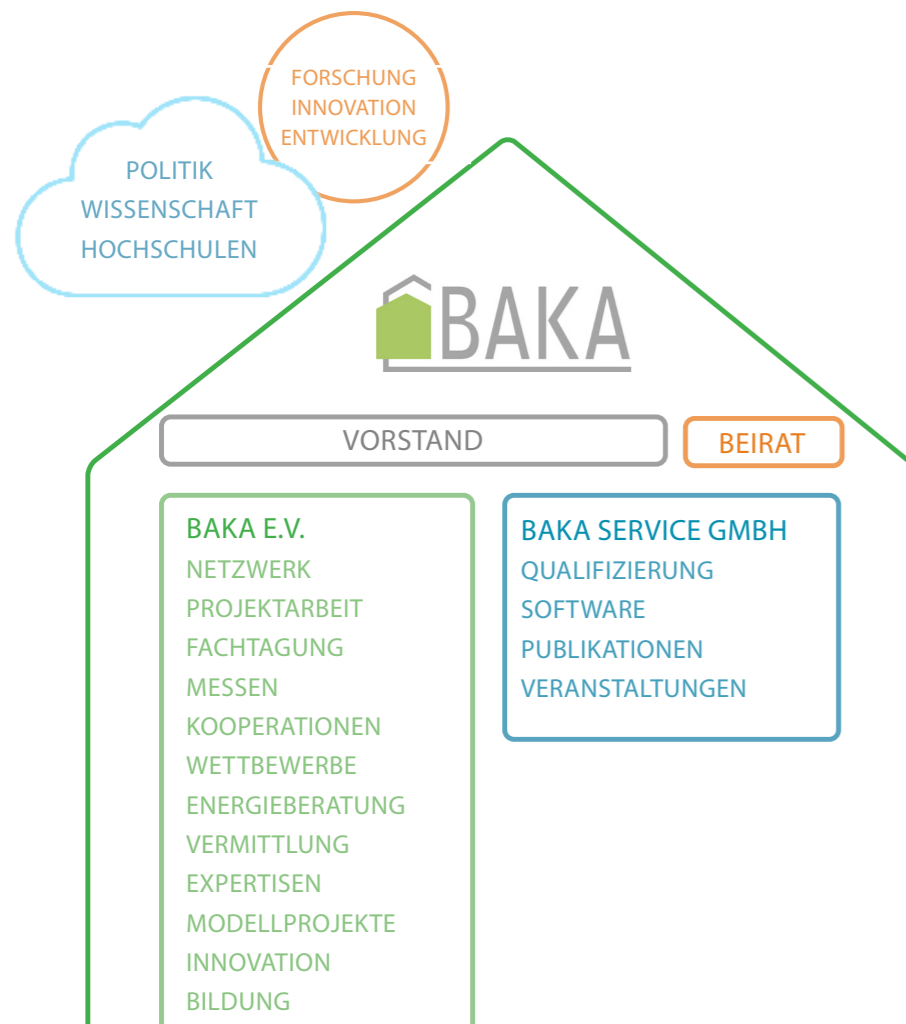 FORSCHUNG
INNOVATION
ENTWICKLUNG
POLITIK
WISSENSCHAFT
HOCHSCHULEN
BAKA
VORSTAND
BEIRAT
BAKA E.V.
NETZWERK
PROJEKTARBEIT
FACHTAGUNG
MESSEN
KOOPERATIONEN
WETTBEWERBE
ENERGIEBERATUNG
VERMITTLUNG
EXPERTISEN
MODELLPROJEKTE
INNOVATION
BILDUNG
BAKA SERVICE GMBH
QUALIFIZIERUNG
SOFTWARE
PUBLIKATIONEN
VERANSTALTUNGEN